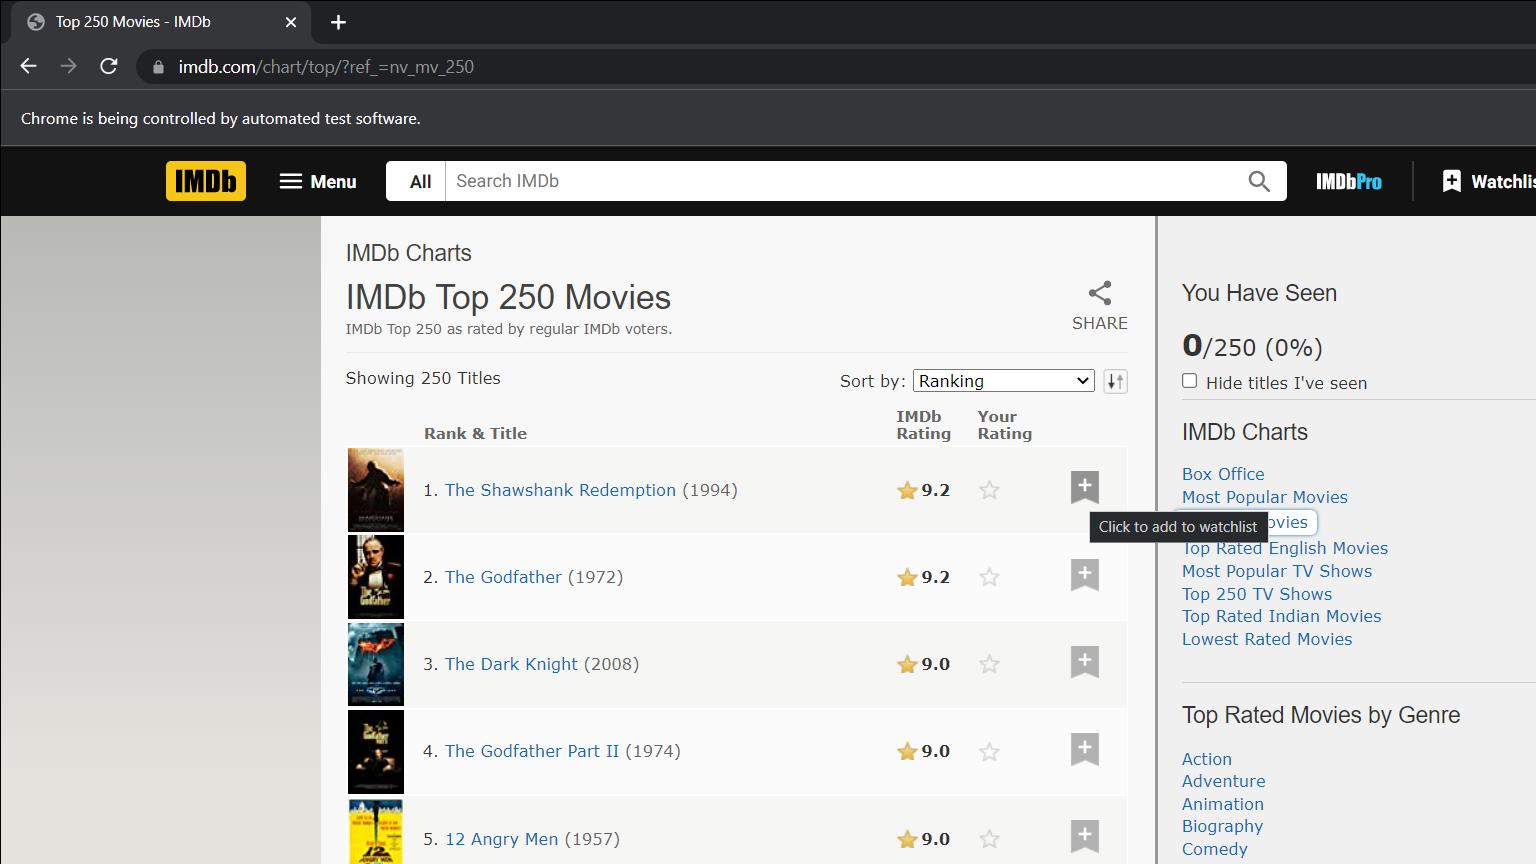 Top 250 Movies - IMDb
imdb.com/chart/top/?ref_=nv_mv_250
Chrome is being controlled by automated test software.
IMDb
Menu
All
Search IMDb
IMDbPro
IMDb Charts
IMDb Top 250 Movies
IMDb Top 250 as rated by regular IMDb voters.
SHARE
Showing 250 Titles
Sort by: Ranking
Rank & Title
IMDb Rating
Your Rating
1. The Shawshank Redemption (1994) 9.2
Click to add to watchlist
2. The Godfather (1972) 9.2
3. The Dark Knight (2008) 9.0
4. The Godfather Part II (1974) 9.0
5. 12 Angry Men (1957) 9.0
You Have Seen
0/250 (0%)
Hide titles I've seen
IMDb Charts
Box Office
Most Popular Movies
Top Rated English Movies
Most Popular TV Shows
Top 250 TV Shows
Top Rated Indian Movies
Lowest Rated Movies
Top Rated Movies by Genre
Action
Adventure
Animation
Biography
Comedy